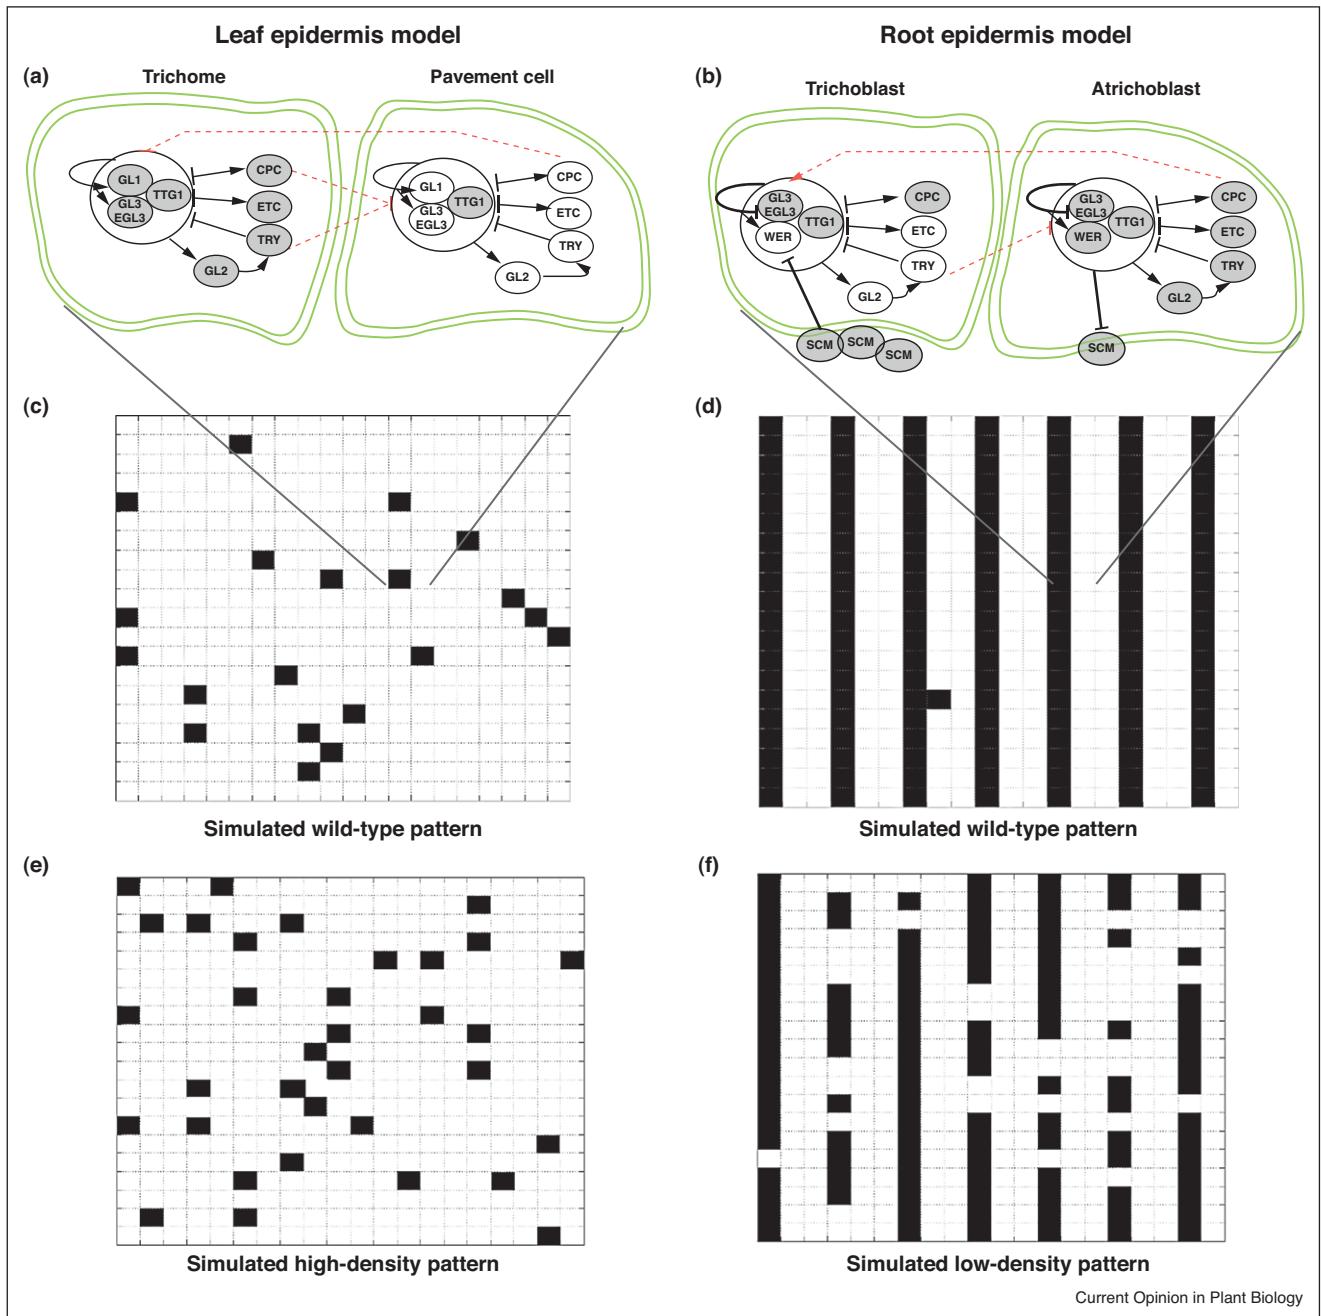 Leaf epidermis model
Root epidermis model
(a)
Trichome
Pavement cell
GL1
GL3
EGL3
TTG1
CPC
ETC
TRY
GL2
GL1
GL3
EGL3
TTG1
CPC
ETC
TRY
GL2
(b)
Trichoblast
Atrichoblast
GL3
EGL3
TTG1
WER
CPC
ETC
TRY
GL2
SCM
SCM
SCM
GL3
EGL3
TTG1
WER
CPC
ETC
TRY
GL2
SCM
(c)
Simulated wild-type pattern
(d)
Simulated wild-type pattern
(e)
Simulated high-density pattern
(f)
Simulated low-density pattern
Current Opinion in Plant Biology